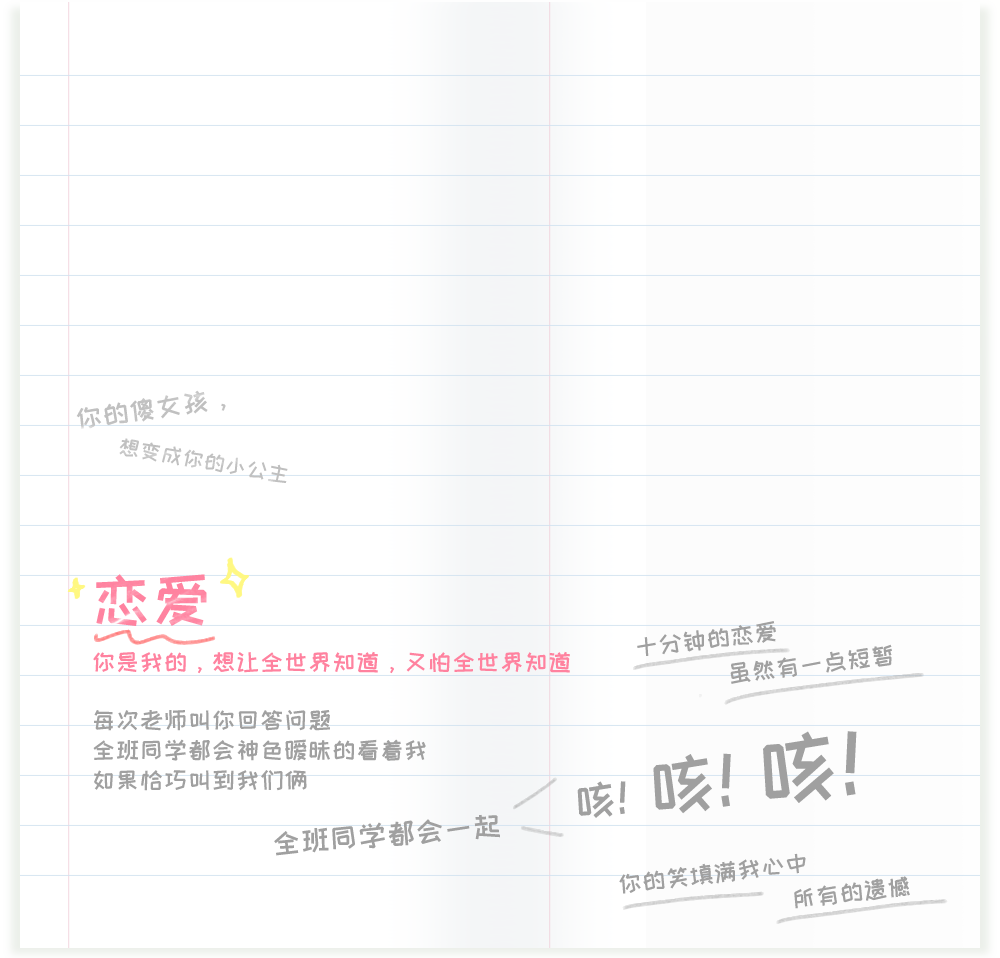 你的傻女孩，
想变成你的小公主
恋爱
你是我的，想让全世界知道，又怕全世界知道
每次老师叫你回答问题
全班同学都会神色暧昧的看着我
如果恰巧叫到我们俩
全班同学都会一起
咳！咳！咳！
十分钟的恋爱
虽然有一点短暂
你的笑填满我心中
所有的遗憾